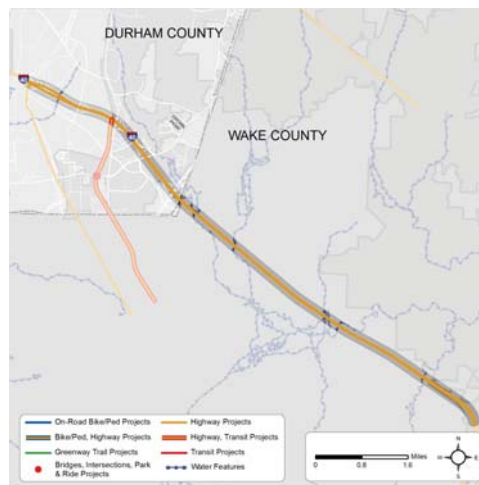 DURHAM COUNTY
WAKE COUNTY
40
40
On-Road Bike/Ped Projects
Bike/Ped, Highway Projects
Greenway Trail Projects
Bridges, Intersections, Park
& Ride Projects
Highway Projects
Highway, Transit Projects
Transit Projects
Water Features
Miles
0 0.8 1.6
N
W E
S